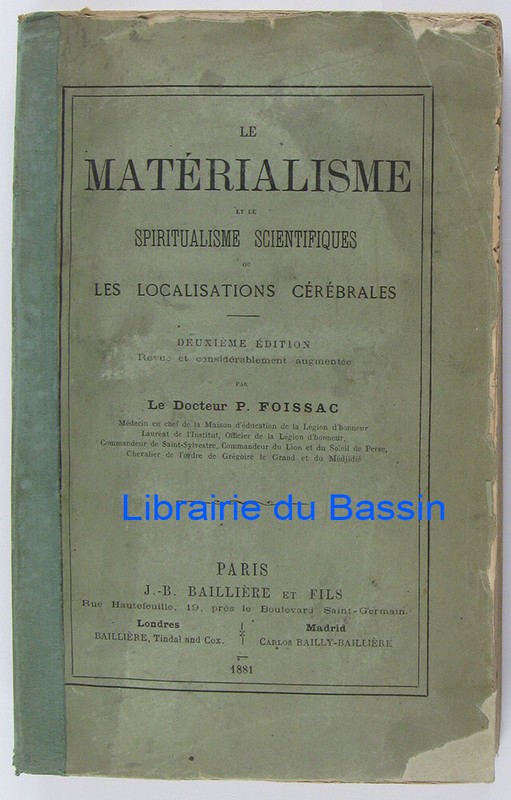 LE
MATÉRIALISME
ET LE
SPIRITUALISME SCIENTIFIQUES
OU
LES LOCALISATIONS CÉRÉBRALES
DEUXIÈME ÉDITION
Revue et considérablement augmentée
PAR
Le Docteur P. FOISSAC
Médecin en chef de la Maison d'éducation de la Légion d'honneur
Lauréat de l'Institut, Officier de la Légion d'honneur,
Commandeur de Saint-Sylvestre, Commandeur du Lion et du Soleil de Perse,
Chevalier de l'ordre de Grégoire le Grand et du Medjidié
Librairie du Bassin
PARIS
J.-B. BAILLIÈRE ET FILS
Rue Hautefeuille, 19, près le Boulevard Saint-Germain.
Londres Madrid
BAILLIÈRE, Tindal and Cox. CARLOS BAILLY-BAILLIÈRE
1881